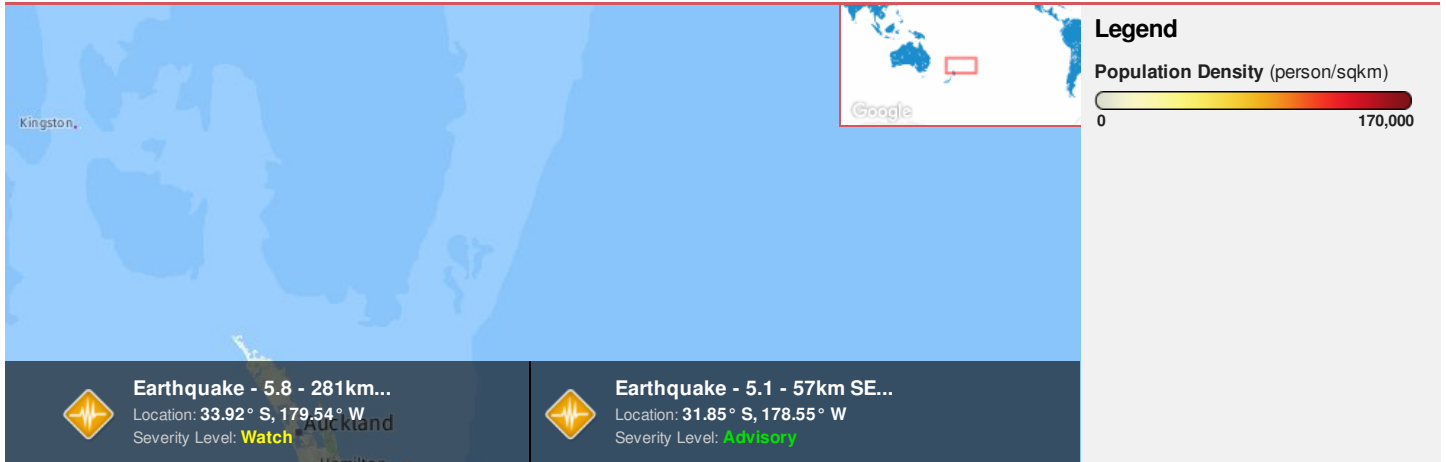 Kingston
Google
Legend
Population Density (person/sqkm)
0 170,000
Earthquake - 5.8 - 281km...
Location: 33.92° S, 179.54° W
Severity Level: Watch
Auckland
Hamilton
Earthquake - 5.1 - 57km SE...
Location: 31.85° S, 178.55° W
Severity Level: Advisory